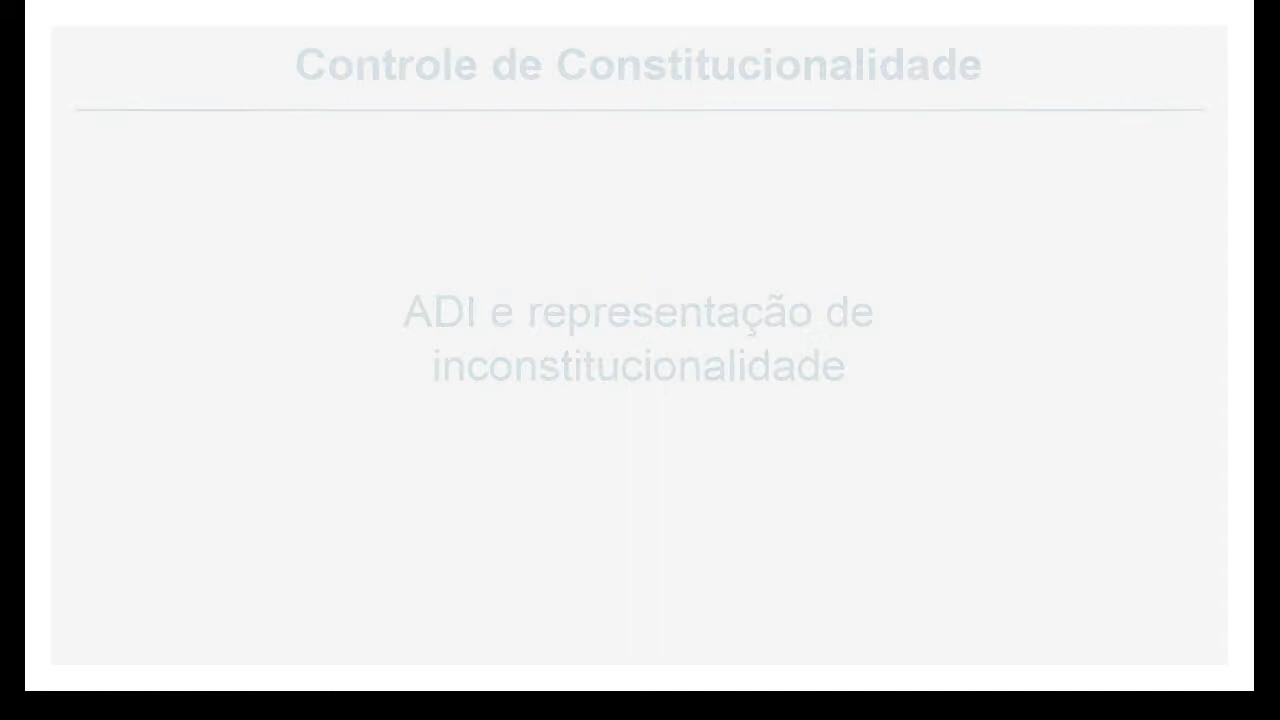 Controle de Constitucionalidade
ADI e representação de
inconstitucionalidade